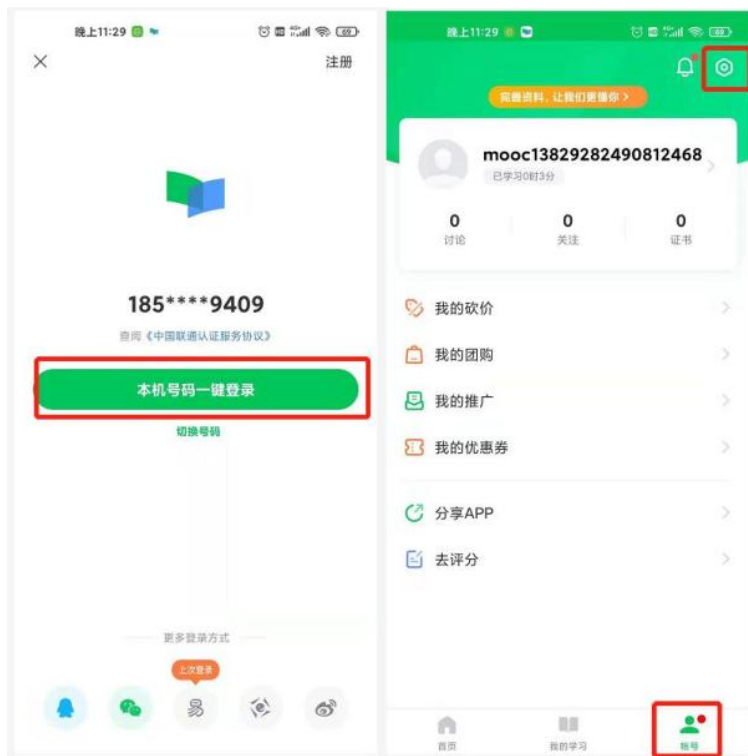 晚上11:29
69
注册
185****9409
查阅《中国联通认证服务协议》
本机号码一键登录
切换号码
更多登录方式
上次登录
易
晚上11:29
69
完善资料，让我们更懂你>
mooc13829282490812468
已学习0时3分
0
0
0
讨论
关注
证书
我的砍价
我的团购
我的推广
我的优惠券
分享APP
去评分
首页
我的学习
账号